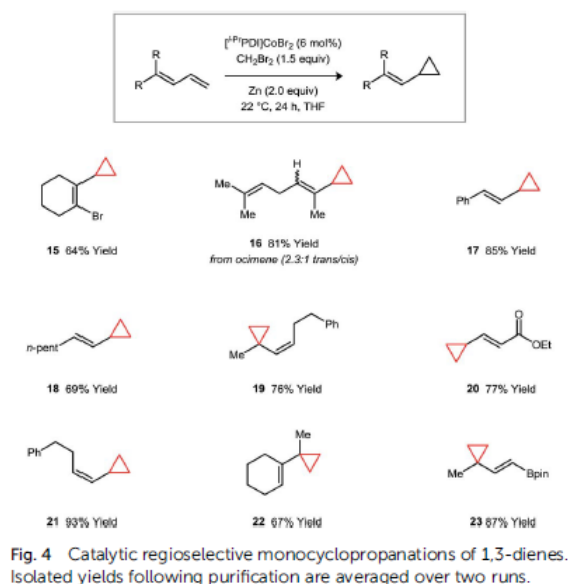 [i-PrPDI]CoBr2 (6 mol%)
CH2Br2 (1.5 equiv)
R
R
R
R
Zn (2.0 equiv)
22 °C, 24 h, THF
Br
15 64% Yield
H
Me
Me
Me
16 81% Yield
from ocimene (2.3:1 trans/cis)
Ph
17 85% Yield
n-pent
18 69% Yield
Ph
Me
19 76% Yield
O
OEt
20 77% Yield
Ph
21 93% Yield
Me
22 67% Yield
Me
Bpin
23 87% Yield
Fig. 4 Catalytic regioselective monocyclopropanations of 1,3-dienes.
Isolated yields following purification are averaged over two runs.